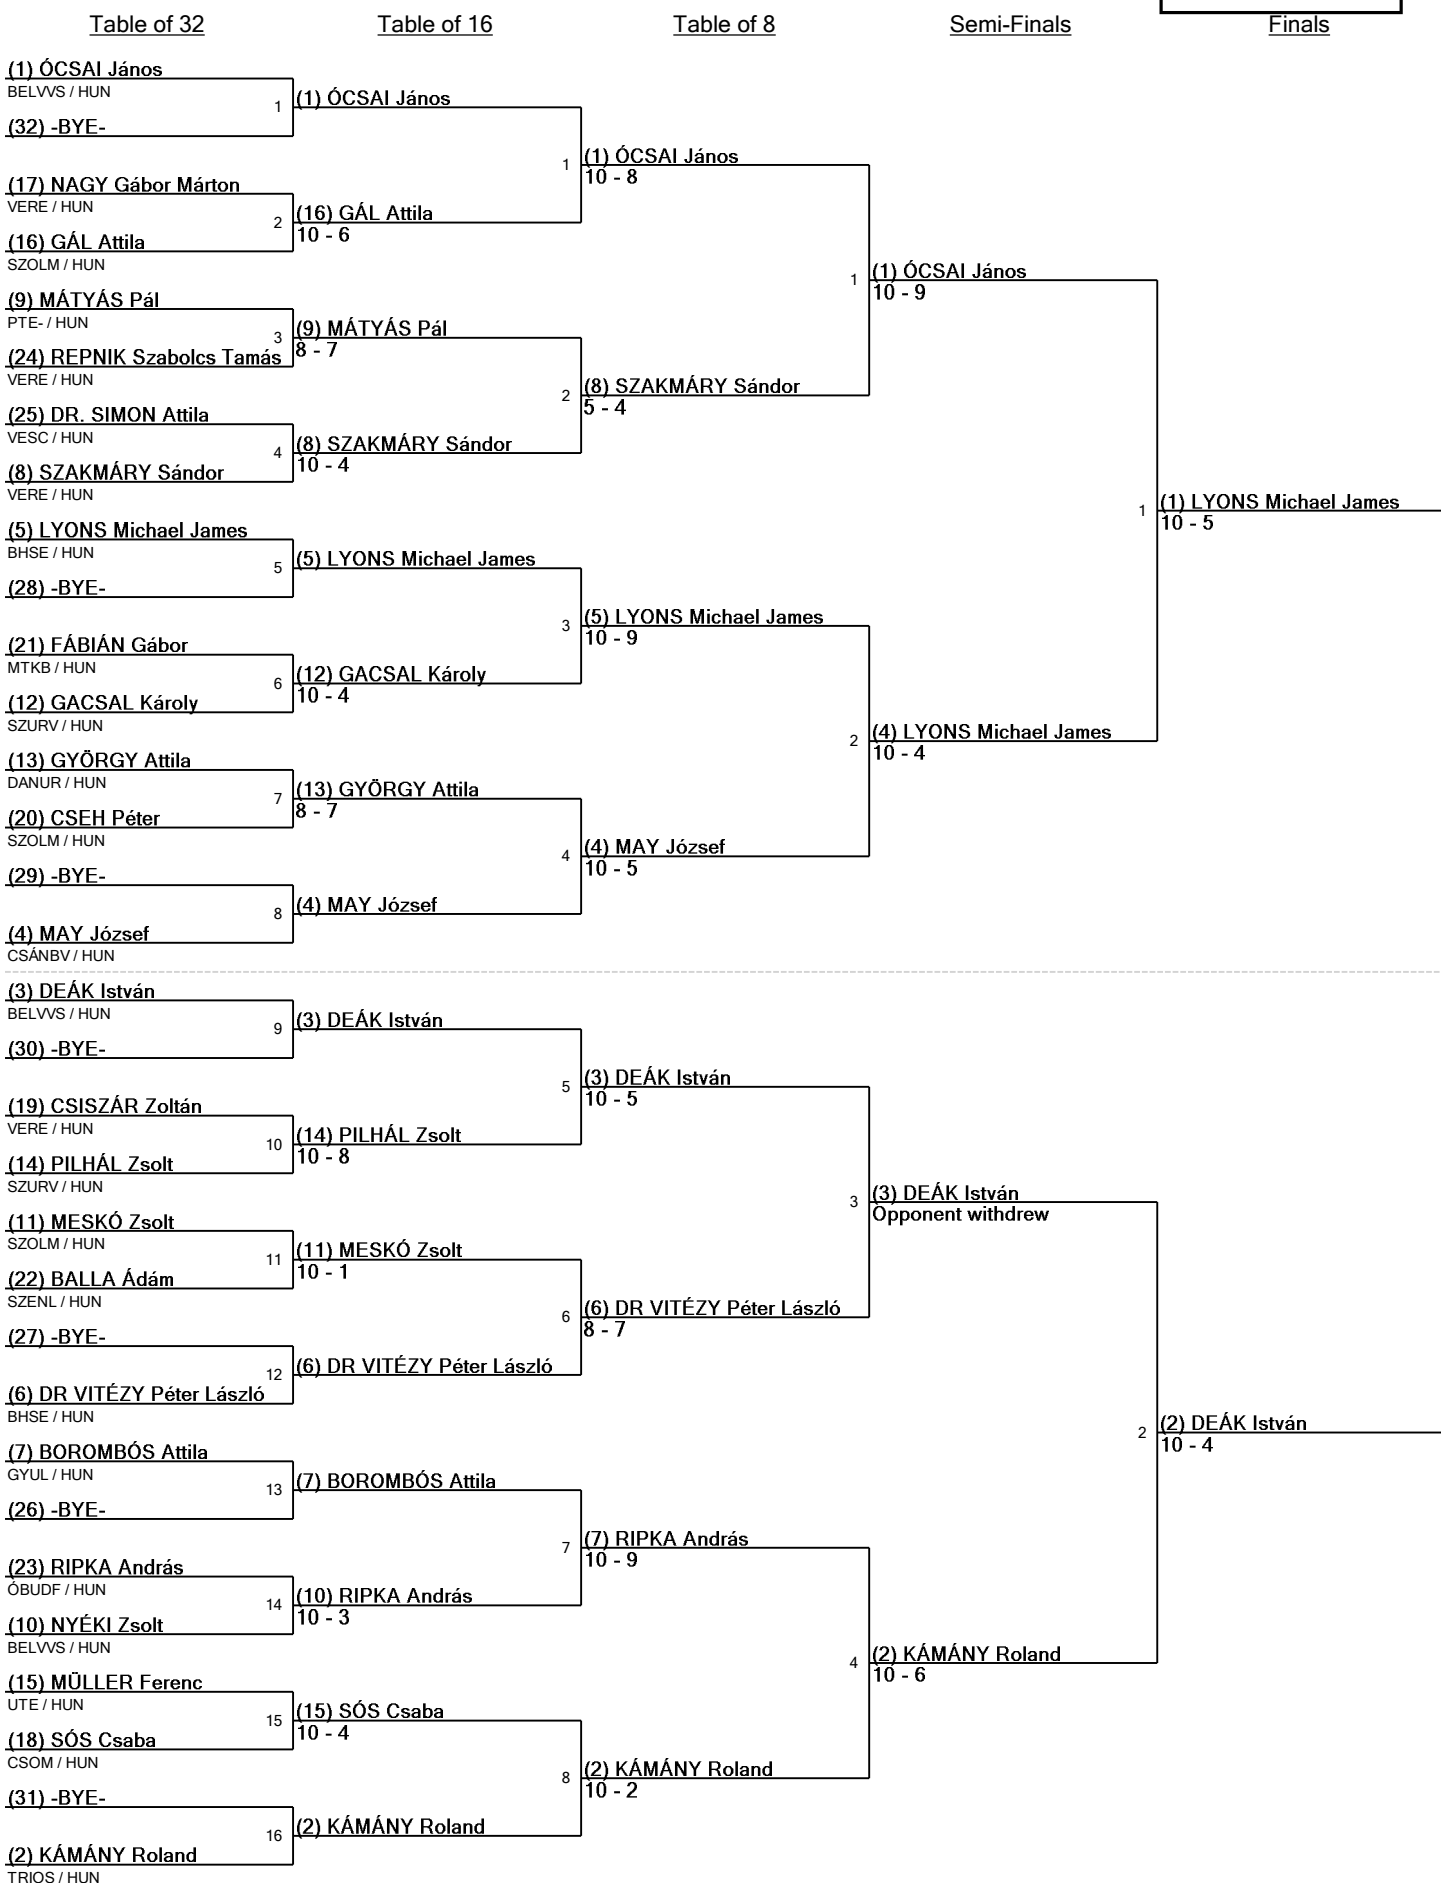 Table of 32
Table of 16
Table of 8
Semi-Finals
Finals
(1) ÓCSAI János
BELVVS / HUN
(32) -BYE-
(17) NAGY Gábor Márton
VERE / HUN
(16) GÁL Attila
SZOLM / HUN
(9) MÁTYÁS Pál
PTE- / HUN
(24) REPNIK Szabolcs Tamás
VERE / HUN
(25) DR. SIMON Attila
VESC / HUN
(8) SZAKMÁRY Sándor
VERE / HUN
(5) LYONS Michael James
BHSE / HUN
(28) -BYE-
(21) FÁBIÁN Gábor
MTKB / HUN
(12) GACSAL Károly
SZURV / HUN
(13) GYÖRGY Attila
DANUR / HUN
(20) CSEH Péter
SZOLM / HUN
(29) -BYE-
(4) MAY József
CSÁNBV / HUN
(3) DEÁK István
BELVVS / HUN
(30) -BYE-
(19) CSISZÁR Zoltán
VERE / HUN
(14) PILHÁL Zsolt
SZURV / HUN
(11) MESKÓ Zsolt
SZOLM / HUN
(22) BALLA Ádám
SZENL / HUN
(27) -BYE-
(6) DR VITÉZY Péter László
BHSE / HUN
(7) BOROMBÓS Attila
GYUL / HUN
(26) -BYE-
(23) RIPKA András
ÓBUDF / HUN
(10) NYÉKI Zsolt
BELVVS / HUN
(15) MÜLLER Ferenc
UTE / HUN
(18) SÓS Csaba
CSOM / HUN
(31) -BYE-
(2) KÁMÁNY Roland
TRIOS / HUN
1 (1) ÓCSAI János
2 (16) GÁL Attila
10 - 6
3 (9) MÁTYÁS Pál
8 - 7
4 (8) SZAKMÁRY Sándor
10 - 4
5 (5) LYONS Michael James
6 (12) GACSAL Károly
10 - 4
7 (13) GYÖRGY Attila
8 - 7
8 (4) MAY József
9 (3) DEÁK István
10 (14) PILHÁL Zsolt
10 - 8
11 (11) MESKÓ Zsolt
10 - 1
12 (6) DR VITÉZY Péter László
13 (7) BOROMBÓS Attila
14 (10) RIPKA András
10 - 3
15 (15) SÓS Csaba
10 - 4
16 (2) KÁMÁNY Roland
1 (1) ÓCSAI János
10 - 8
2 (8) SZAKMÁRY Sándor
5 - 4
3 (5) LYONS Michael James
10 - 9
4 (4) MAY József
10 - 5
5 (3) DEÁK István
10 - 5
6 (6) DR VITÉZY Péter László
8 - 7
7 (7) RIPKA András
10 - 9
8 (2) KÁMÁNY Roland
10 - 2
1 (1) ÓCSAI János
10 - 9
2 (4) LYONS Michael James
10 - 4
3 (3) DEÁK István
Opponent withdrew
4 (2) KÁMÁNY Roland
10 - 6
1 (1) LYONS Michael James
10 - 5
2 (2) DEÁK István
10 - 4